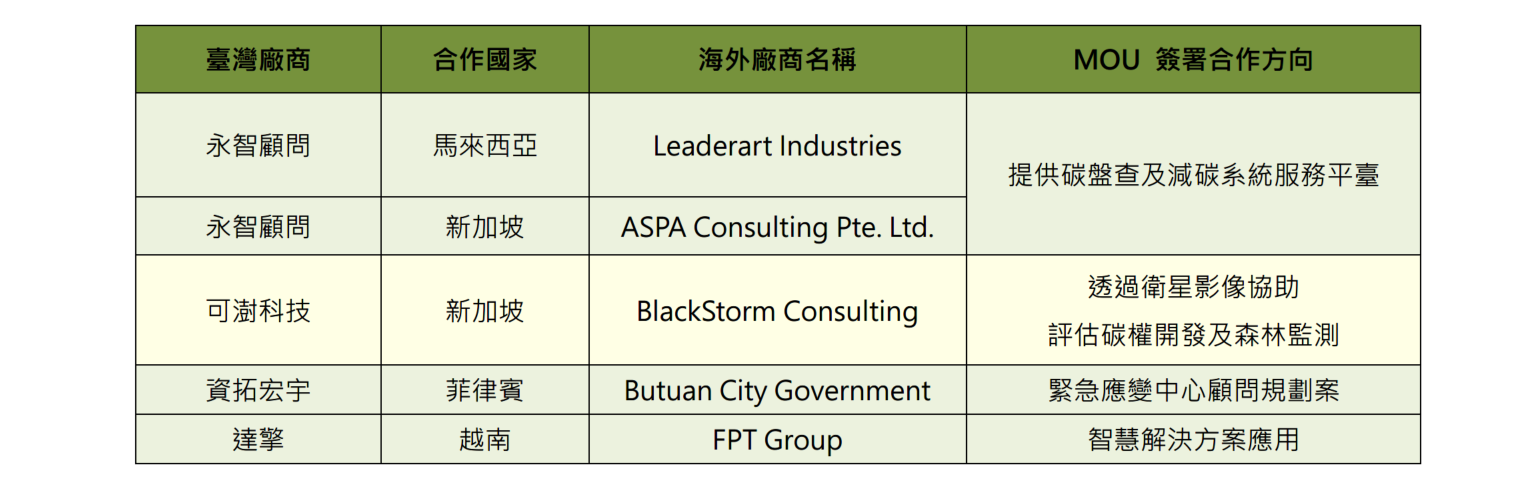 臺灣廠商 合作國家 海外廠商名稱 MOU 簽署合作方向
永智顧問 馬來西亞 Leaderart Industries
提供碳盤查及減碳系統服務平臺
永智顧問 新加坡 ASPA Consulting Pte. Ltd.
可澍科技 新加坡 BlackStorm Consulting
透過衛星影像協助
評估碳權開發及森林監測
資拓宏宇 菲律賓 Butuan City Government 緊急應變中心顧問規劃案
達擎 越南 FPT Group 智慧解決方案應用